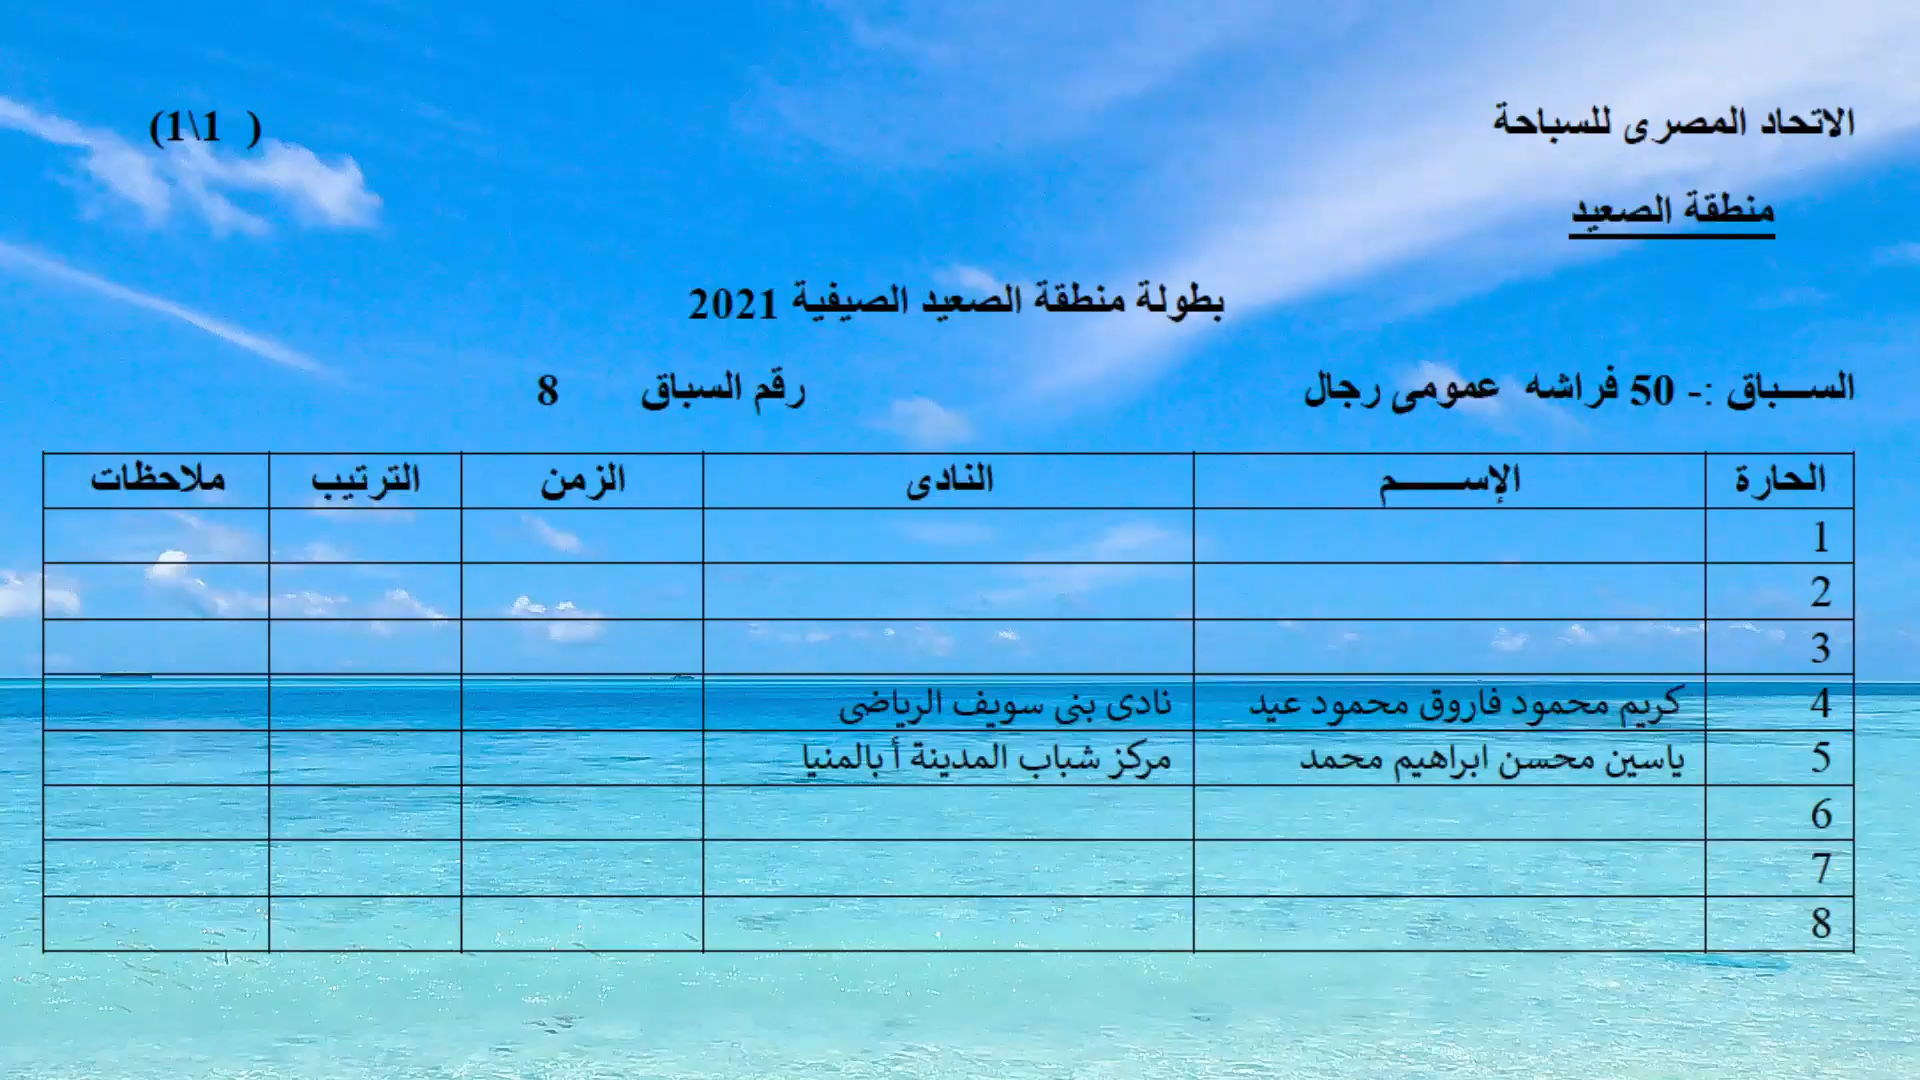 الاتحاد المصرى للسباحة
(1\1 )
منطقة الصعيد
بطولة منطقة الصعيد الصيفية 2021
الســـباق :- 50 فراشه عمومى رجال
رقم السباق 8
الحارة الإســـــم النادى الزمن الترتيب ملاحظات
1
2
3
4 كريم محمود فاروق محمود عيد نادى بنى سويف الرياضى
5 ياسين محسن ابراهيم محمد مركز شباب المدينة أ بالمنيا
6
7
8